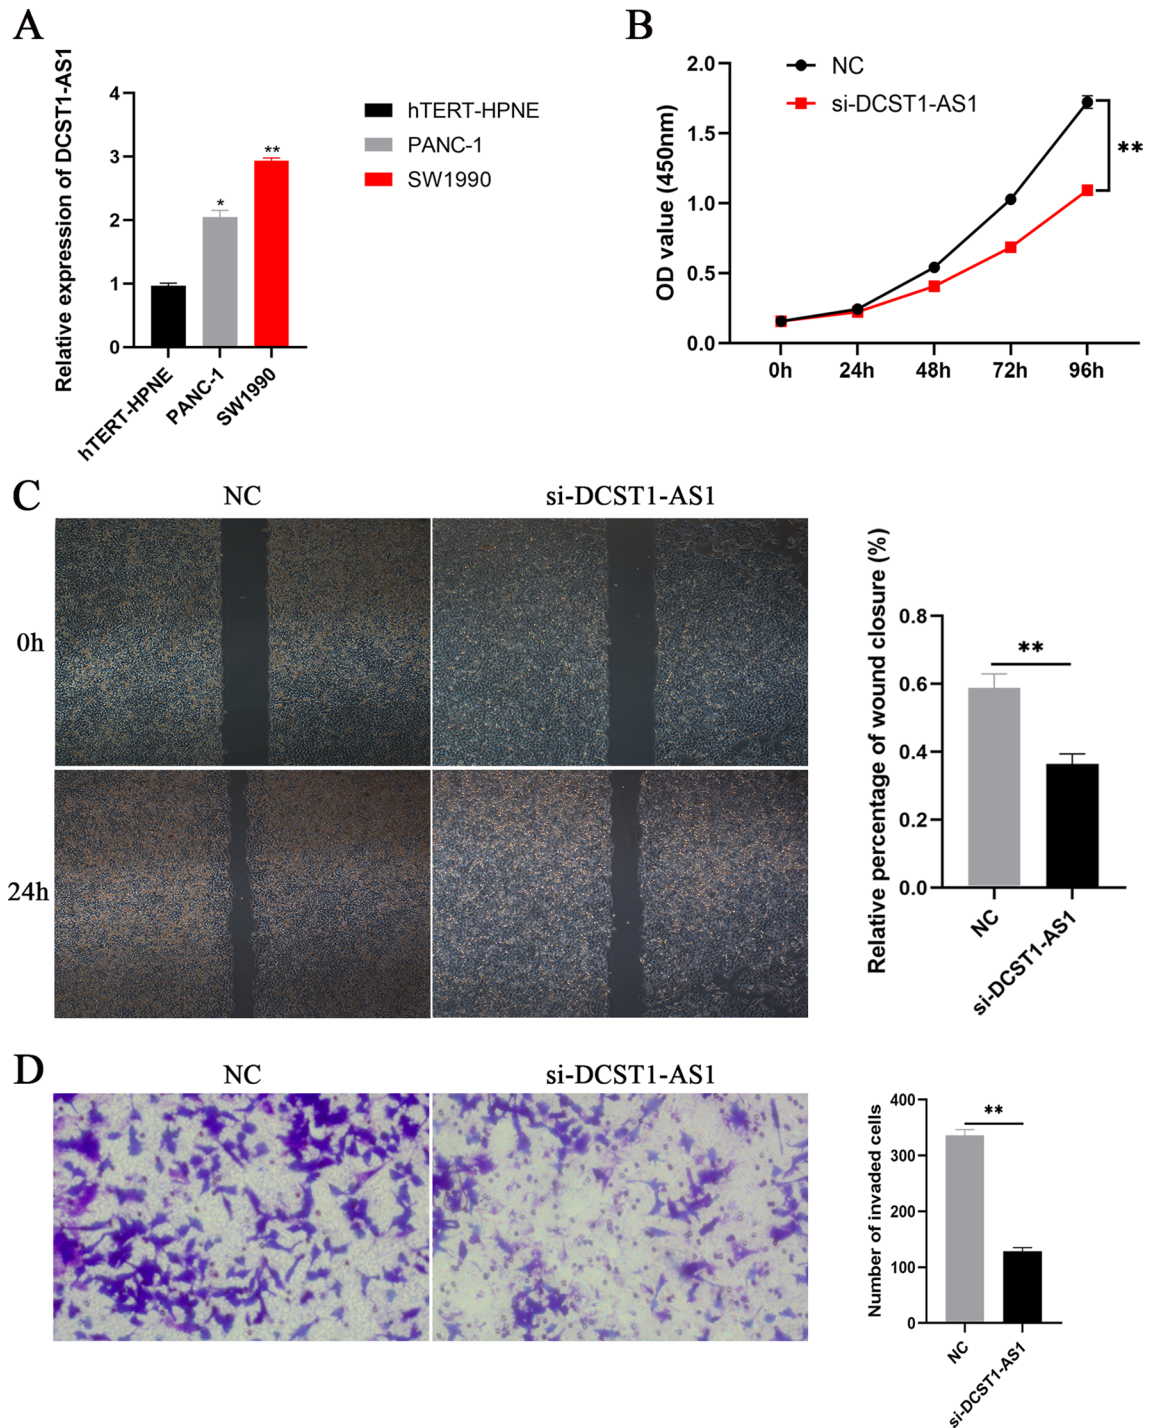 A
Relative expression of DCST1-AS1
4
3
2
1
0
*
**
hTERT-HPNE
PANC-1
SW1990
hTERT-HPNE
PANC-1
SW1990
B
OD value (450nm)
2.0
1.5
1.0
0.5
0.0
NC
si-DCST1-AS1
**
0h 24h 48h 72h 96h
C
NC si-DCST1-AS1
0h
24h
Relative percentage of wound closure (%)
0.8
0.6
0.4
0.2
0.0
**
NC
si-DCST1-AS1
D
NC si-DCST1-AS1
Number of invaded cells
400
300
200
100
0
**
NC
si-DCST1-AS1